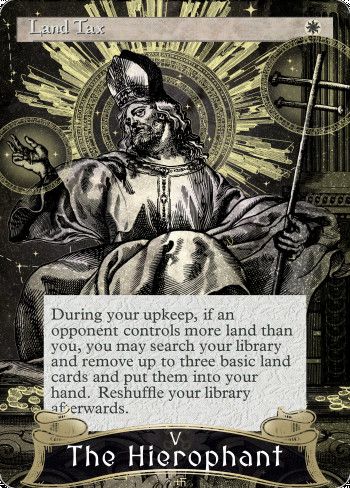 Land Tax
During your upkeep, if an
opponent controls more land than
you, you may search your library
and remove up to three basic land
cards and put them into your
hand. Reshuffle your library
afterwards.
V
The Hierophant